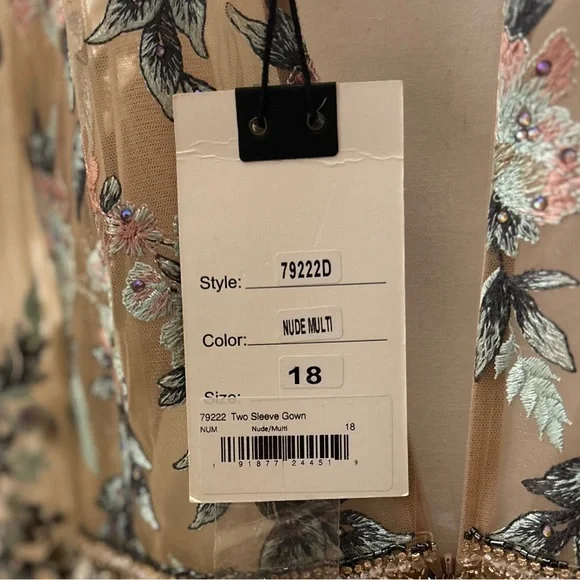 Style: 79222D
Color: NUDE MULTI
Size: 18
79222 Two Sleeve Gown
NUM Nude/Multi 18
1 91877 24451 9